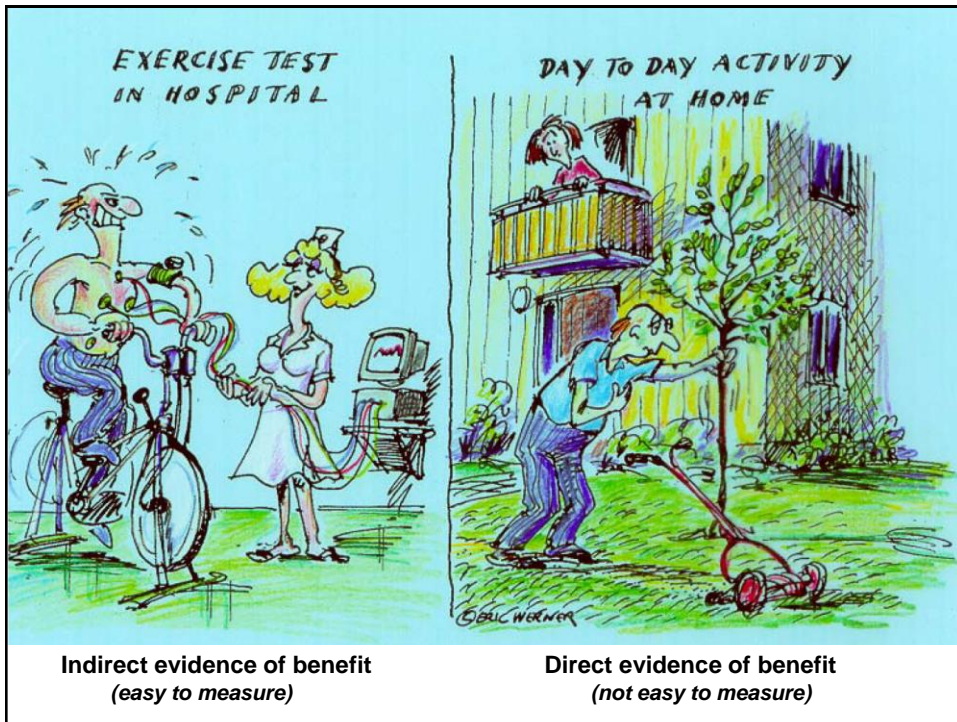 EXERCISE TEST
IN HOSPITAL
DAY TO DAY ACTIVITY
AT HOME
©ERIC WERNER
Indirect evidence of benefit
(easy to measure)
Direct evidence of benefit
(not easy to measure)